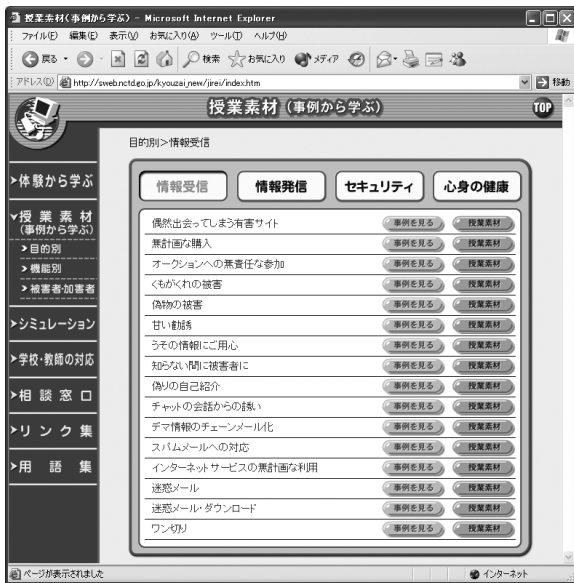 授業素材(事例から学ぶ) - Microsoft Internet Explorer
ファイル(F) 編集(E) 表示(V) お気に入り(A) ツール(T) ヘルプ(H)
戻る 検索 お気に入り メディア
アドレス(D) http://sweb.nctd.go.jp/kyouzai_new/jirei/index.htm 移動
授業素材(事例から学ぶ) TOP
目的別>情報受信
>体験から学ぶ
授業素材
(事例から学ぶ)
>目的別
>機能別
>被害者・加害者
>シミュレーション
>学校・教師の対応
>相談窓口
>リンク集
>用語集
情報受信 情報発信 セキュリティ 心身の健康
偶然出会ってしまう有害サイト 事例を見る 授業素材
無計画な購入 事例を見る 授業素材
オークションへの無責任な参加 事例を見る 授業素材
くもがくれの被害 事例を見る 授業素材
偽物の被害 事例を見る 授業素材
甘い勧誘 事例を見る 授業素材
うその情報にご用心 事例を見る 授業素材
知らない間に被害者に 事例を見る 授業素材
偽りの自己紹介 事例を見る 授業素材
チャットの会話からの誘い 事例を見る 授業素材
デマ情報のチェーンメール化 事例を見る 授業素材
スパムメールへの対応 事例を見る 授業素材
インターネットサービスの無計画な利用 事例を見る 授業素材
迷惑メール 事例を見る 授業素材
迷惑メール・ダウンロード 事例を見る 授業素材
ワン切り 事例を見る 授業素材
ページが表示されました インターネット